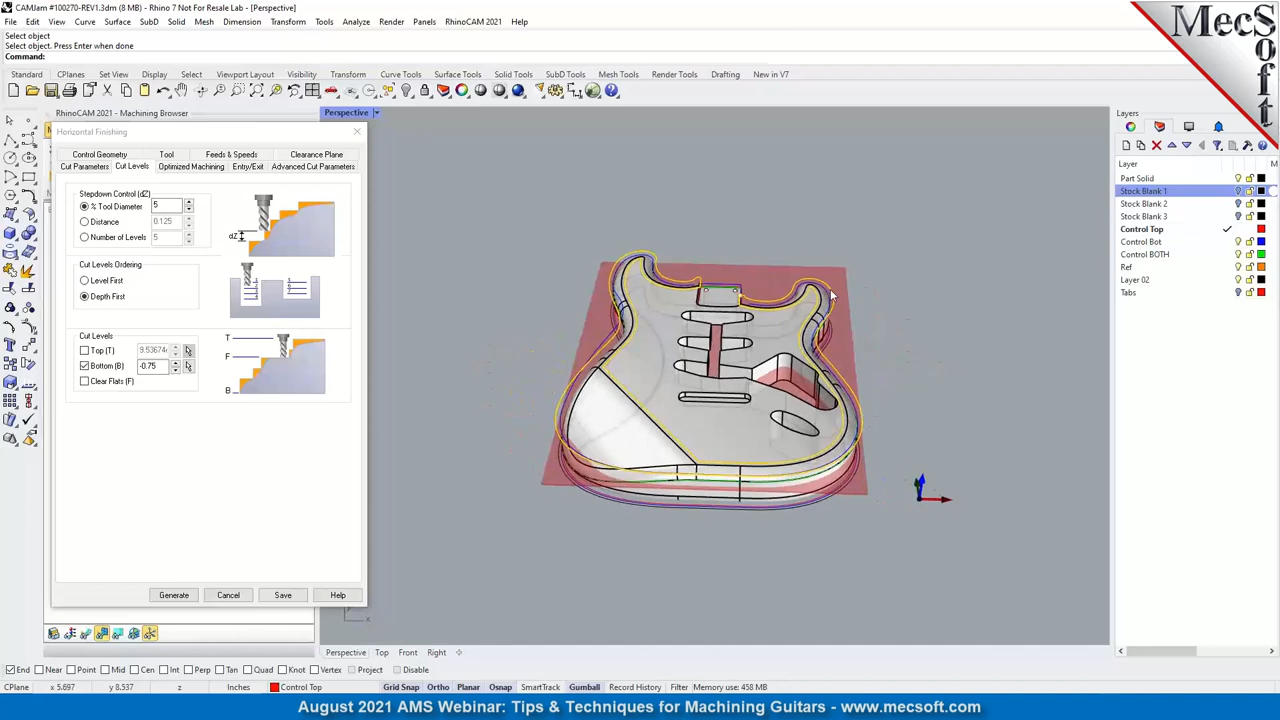 CAMJam #100270-REV1.3dm (8 MB) - Rhino 7 Not For Resale Lab - [Perspective]
File Edit View Curve Surface SubD Solid Mesh Dimension Transform CAMJam Tools Analyze Render Panels RhinoCAM 2021 Help
Select object
Select object. Press Enter when done
Command:
Standard CPlanes Set View Display Select Viewport Layout Visibility Transform Curve Tools Surface Tools Solid Tools SubD Tools Mesh Tools Render Tools Drafting New in V7
MecSoft
RhinoCAM 2021 - Machining Browser
Perspective
Layers
Horizontal Finishing
Control Geometry Tool Feeds & Speeds Clearance Plane
Cut Parameters Cut Levels Optimized Machining Entry/Exit Advanced Cut Parameters
Stepdown Control (dZ)
% Tool Diameter 5
Distance 0.125
Number of Levels 5
dZ
Cut Levels Ordering
Level First
Depth First
Cut Levels
Top (T) 9.53674
Bottom (B) -0.75
Clear Flats (F)
T
F
B
Generate Cancel Save Help
Layer M
Part Solid
Stock Blank 1
Stock Blank 2
Stock Blank 3
Control Top
Control Bot
Control BOTH
Ref
Layer 02
Tabs
x
Perspective Top Front Right
End Near Point Mid Cen Int Perp Tan Quad Knot Vertex Project Disable
CPlane x 5.697 y 8.537 z Inches Control Top Grid Snap Ortho Planar Osnap SmartTrack Gumball Record History Filter Memory use: 458 MB
August 2021 AMS Webinar: Tips & Techniques for Machining Guitars - www.mecsoft.com